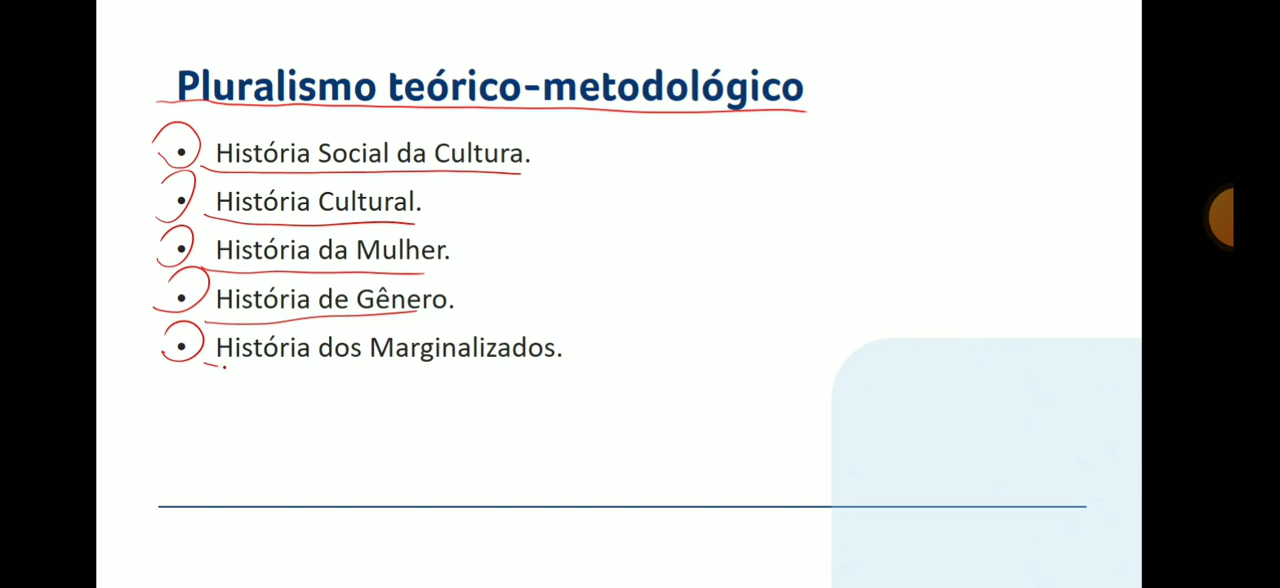 Pluralismo teórico-metodológico
• História Social da Cultura.
• História Cultural.
• História da Mulher.
• História de Gênero.
• História dos Marginalizados.